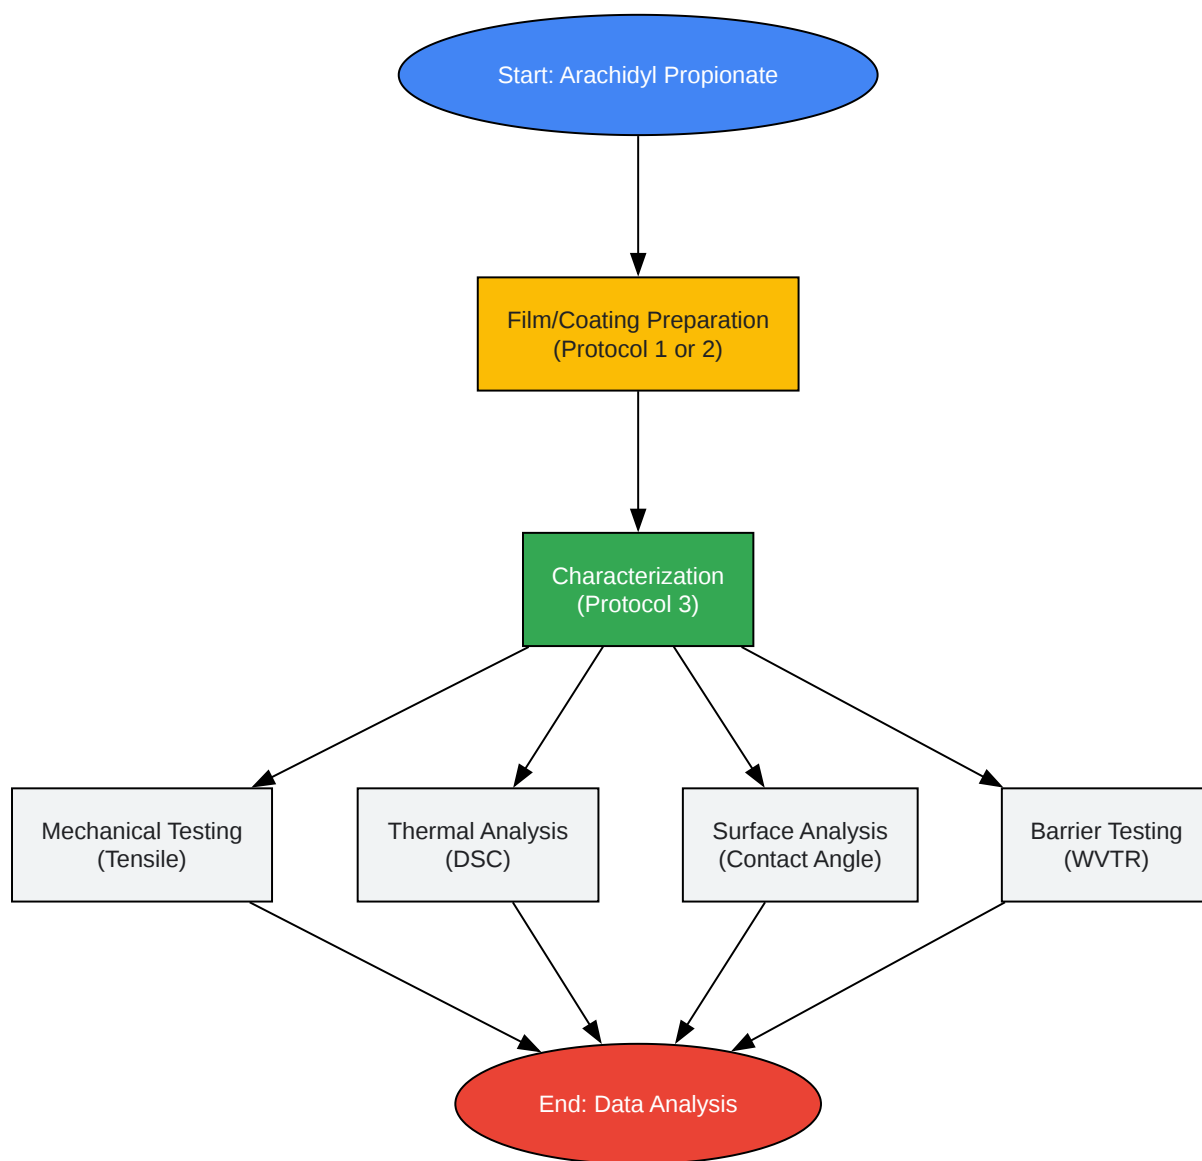 Start: Arachidyl Propionate
Film/Coating Preparation
(Protocol 1 or 2)
Characterization
(Protocol 3)
Mechanical Testing
(Tensile)
Thermal Analysis
(DSC)
Surface Analysis
(Contact Angle)
Barrier Testing
(WVTR)
End: Data Analysis